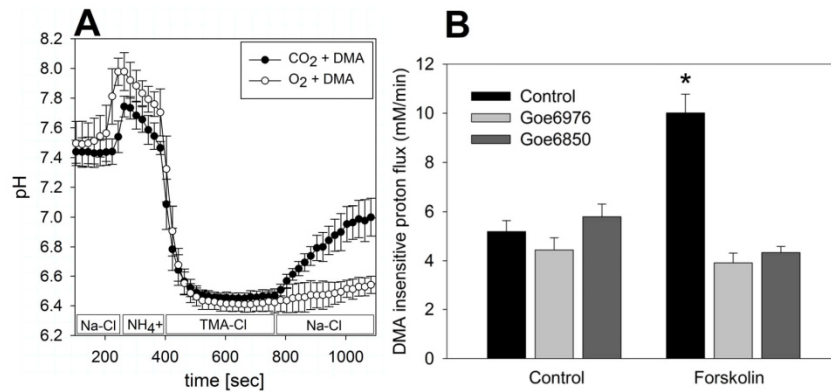 A
CO2 + DMA
O2 + DMA
8.2
8.0
7.8
7.6
7.4
7.2
7.0
6.8
6.6
6.4
6.2
pH
Na-Cl NH4+ TMA-Cl Na-Cl
200 400 600 800 1000
time [sec]
B
12
10
8
6
4
2
0
DMA insensitive proton flux (mM/min)
Control
Goe6976
Goe6850
*
Control Forskolin